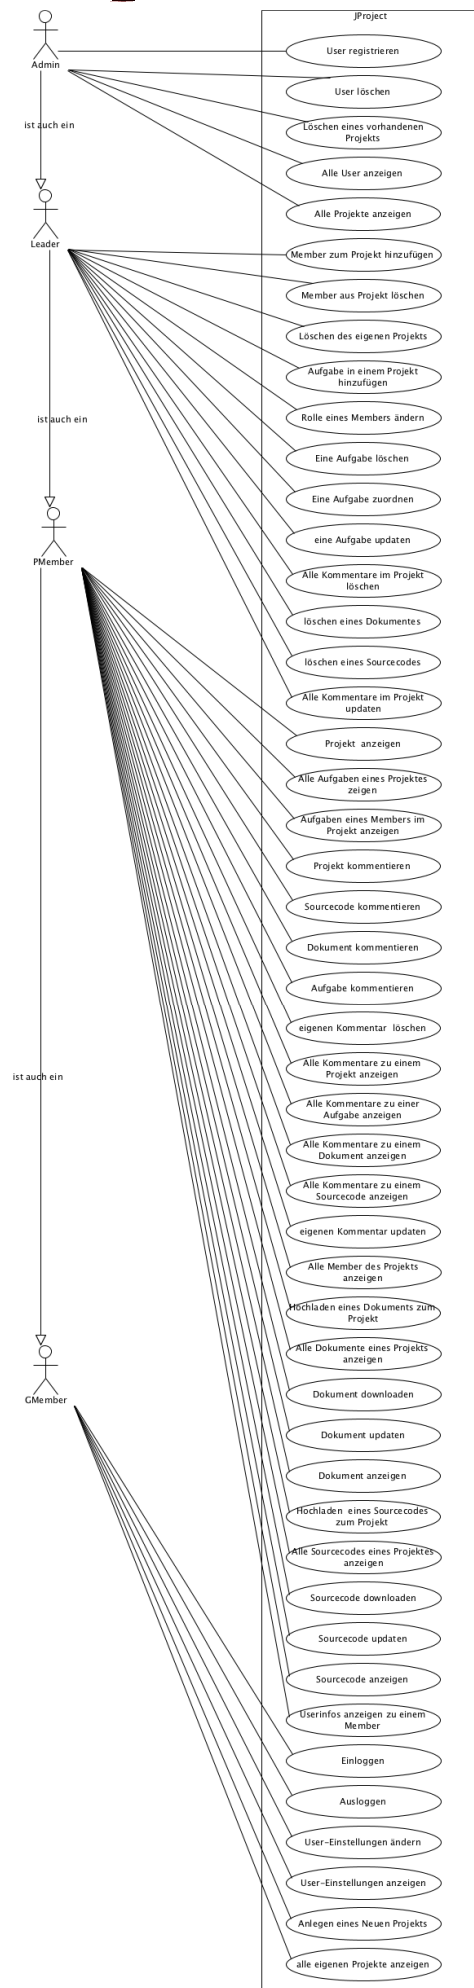 JProject
User registrieren
Admin
User löschen
ist auch ein
Löschen eines vorhandenen
Projekts
Alle User anzeigen
Alle Projekte anzeigen
Leader
Member zum Projekt hinzufügen
Member aus Projekt löschen
Löschen des eigenen Projekts
Aufgabe in einem Projekt
hinzufügen
Rolle eines Members ändern
ist auch ein
Eine Aufgabe löschen
Eine Aufgabe zuordnen
eine Aufgabe updaten
PMember
Alle Kommentare im Projekt
löschen
löschen eines Dokumentes
löschen eines Sourcecodes
Alle Kommentare im Projekt
updaten
Projekt  anzeigen
Alle Aufgaben eines Projektes
zeigen
Aufgaben eines Members im
Projekt anzeigen
Projekt kommentieren
Sourcecode kommentieren
Dokument kommentieren
Aufgabe kommentieren
eigenen Kommentar  löschen
Alle Kommentare zu einem
Projekt anzeigen
ist auch ein
Alle Kommentare zu einer
Aufgabe anzeigen
Alle Kommentare zu einem
Dokument anzeigen
Alle Kommentare zu einem
Sourcecode anzeigen
eigenen Kommentar updaten
Alle Member des Projekts
anzeigen
Hochladen eines Dokuments zum
Projekt
Alle Dokumente eines Projekts
anzeigen
Dokument downloaden
GMember
Dokument updaten
Dokument anzeigen
Hochladen  eines Sourcecodes
zum Projekt
Alle Sourcecodes eines Projektes
anzeigen
Sourcecode downloaden
Sourcecode updaten
Sourcecode anzeigen
Userinfos anzeigen zu einem
Member
Einloggen
Ausloggen
User-Einstellungen ändern
User-Einstellungen anzeigen
Anlegen eines Neuen Projekts
alle eigenen Projekte anzeigen